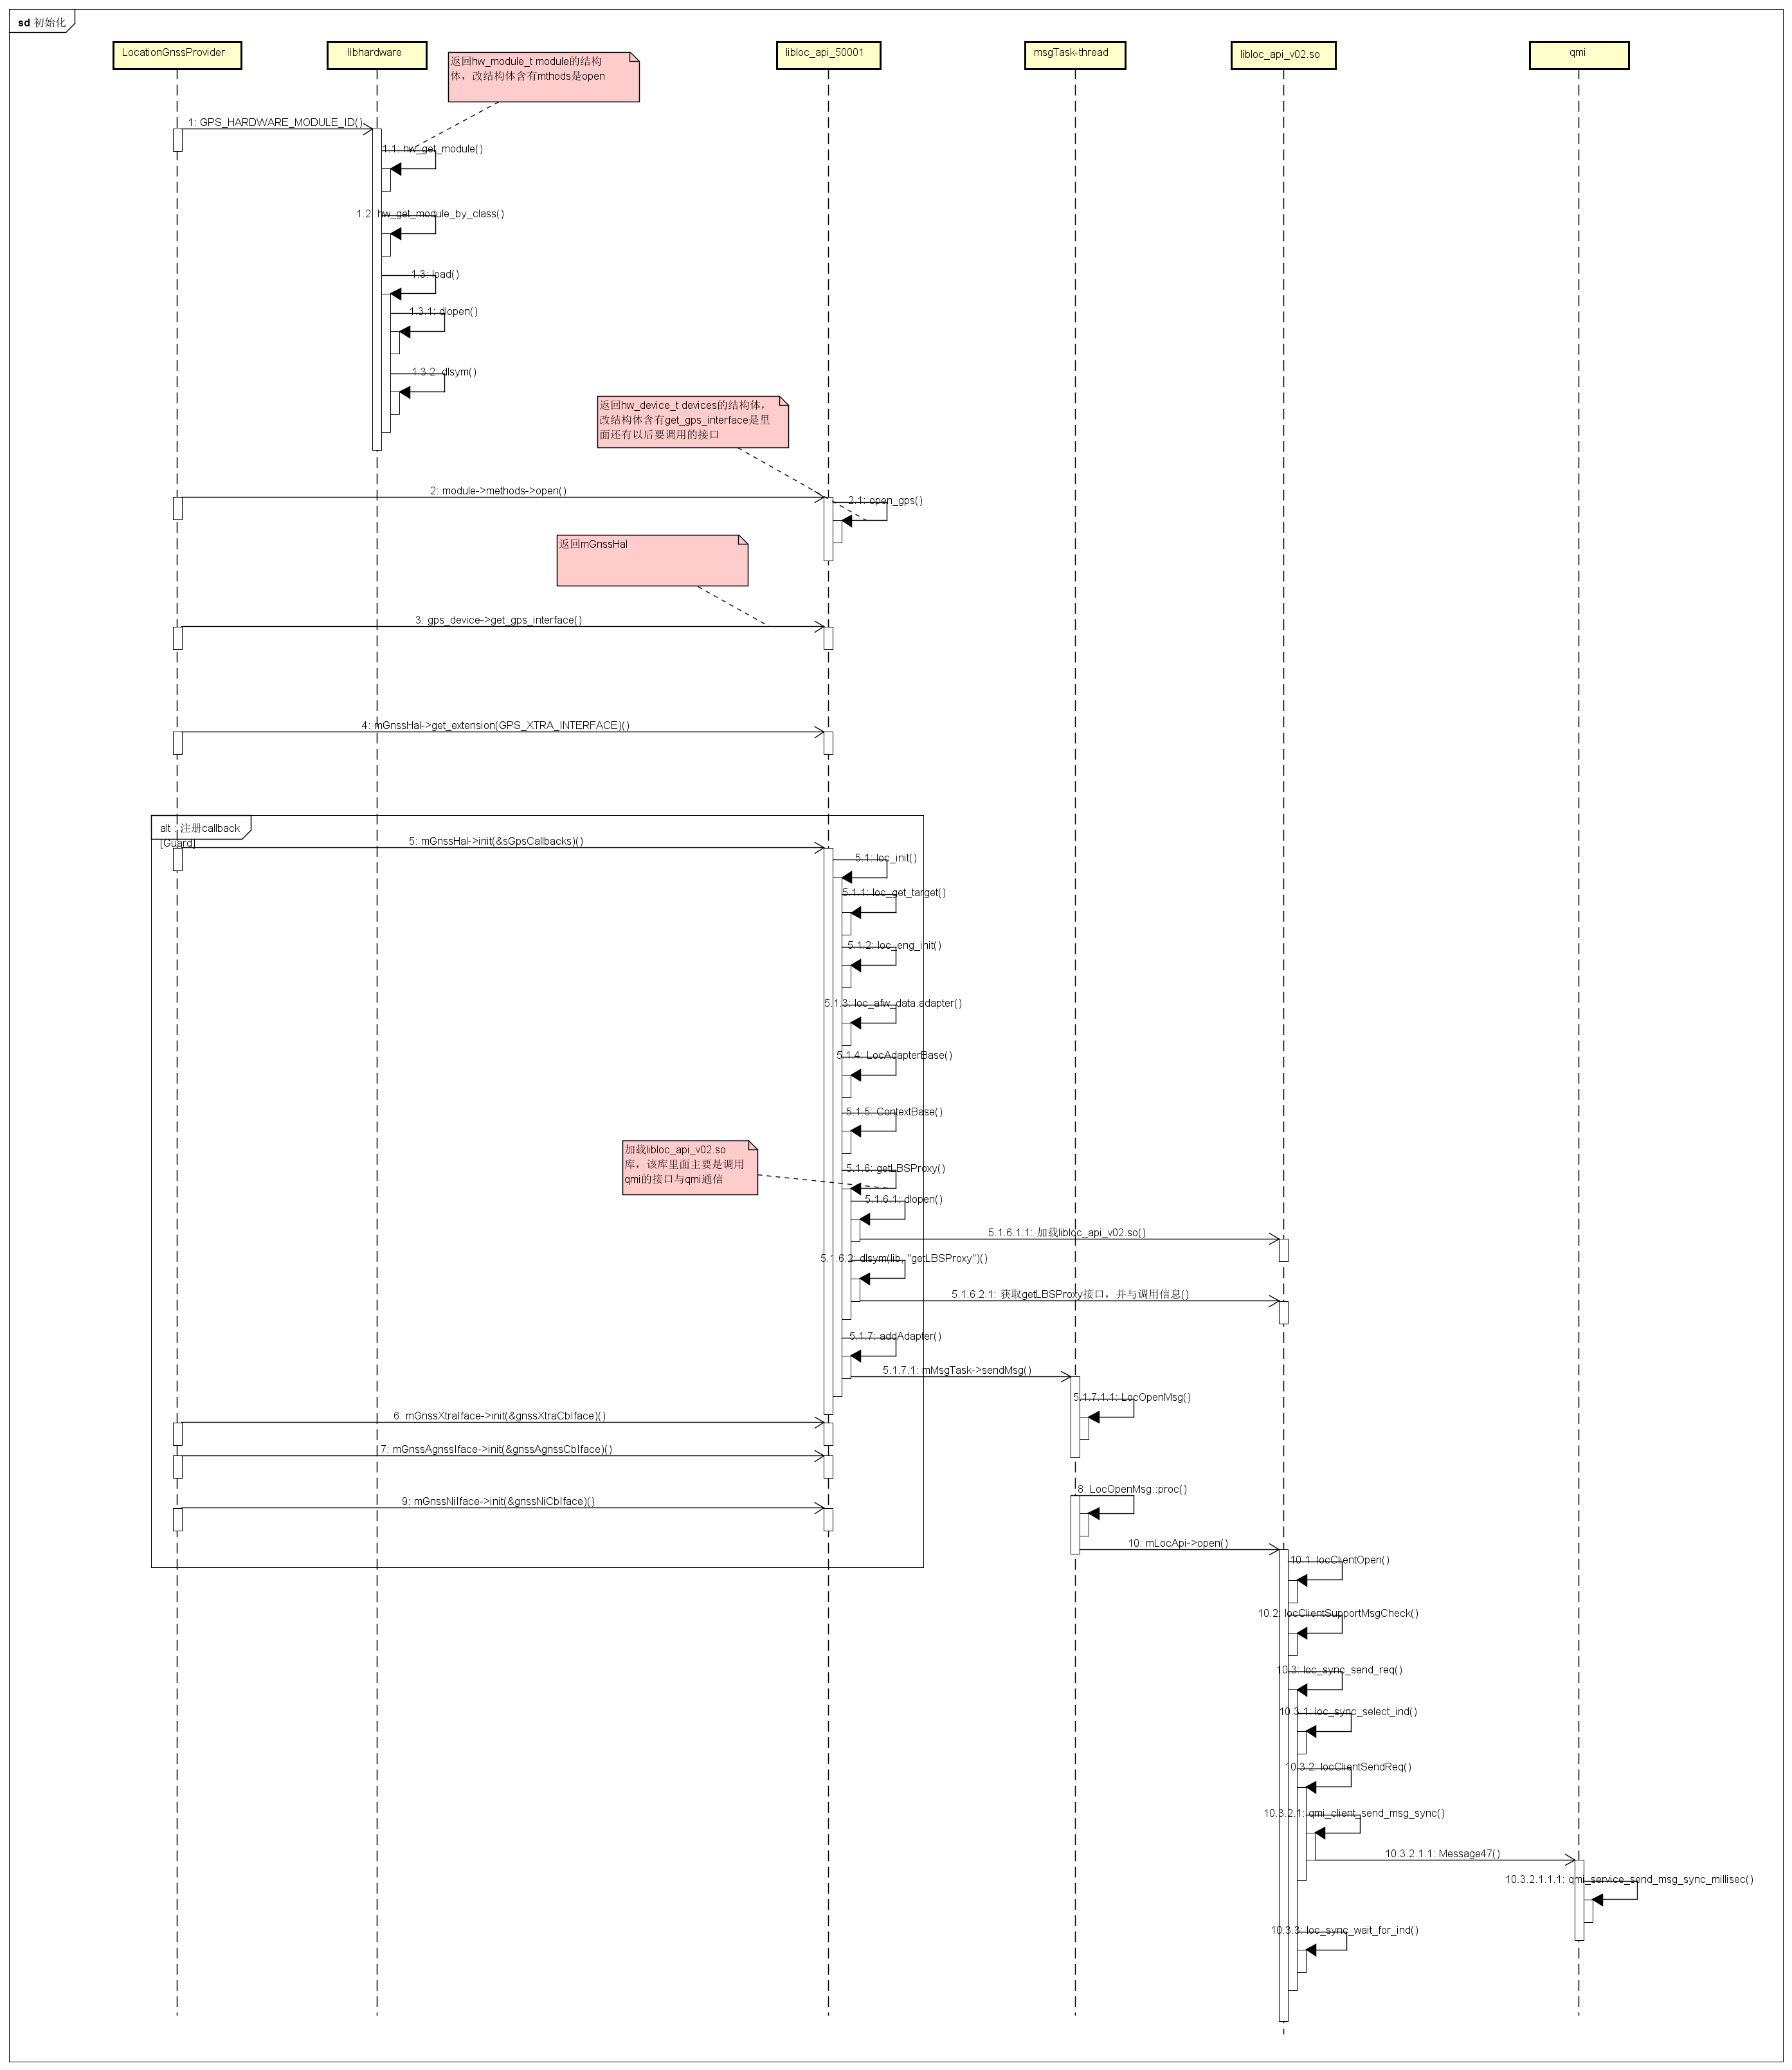 sd 初始化
LocationGnssProvider
libhardware
libloc_api_50001
msgTask-thread
libloc_api_v02.so
qmi
返回hw_module_t module的结构
体，改结构体含有mthods是open
1: GPS_HARDWARE_MODULE_ID()
1.1: hw_get_module()
1.2: hw_get_module_by_class()
1.3: load()
1.3.1: dlopen()
1.3.2: dlsym()
返回hw_device_t devices的结构体，
改结构体含有get_gps_interface是里
面还有以后要调用的接口
2: module->methods->open()
2.1: open_gps()
返回mGnssHal
3: gps_device->get_gps_interface()
4: mGnssHal->get_extension(GPS_XTRA_INTERFACE)()
alt : 注册callback
[Guard]
5: mGnssHal->init(&sGpsCallbacks)()
5.1: loc_init()
5.1.1: loc_get_target()
5.1.2: loc_eng_init()
5.1.3: loc_afw_data.adapter()
5.1.4: LocAdapterBase()
5.1.5: ContextBase()
加载libloc_api_v02.so
库，该库里面主要是调用
qmi的接口与qmi通信
5.1.6: getLBSProxy()
5.1.6.1: dlopen()
5.1.6.1.1: 加载libloc_api_v02.so()
5.1.6.2: dlsym(lib, "getLBSProxy")()
5.1.6.2.1: 获取getLBSProxy接口，并与调用信息()
5.1.7: addAdapter()
5.1.7.1: mMsgTask->sendMsg()
5.1.7.1.1: LocOpenMsg()
6: mGnssXtraIface->init(&gnssXtraCbIface)()
7: mGnssAgnssIface->init(&gnssAgnssCbIface)()
8: LocOpenMsg::proc()
9: mGnssNiIface->init(&gnssNiCbIface)()
10: mLocApi->open()
10.1: locClientOpen()
10.2: locClientSupportMsgCheck()
10.3: loc_sync_send_req()
10.3.1: loc_sync_select_ind()
10.3.2: locClientSendReq()
10.3.2.1: qmi_client_send_msg_sync()
10.3.2.1.1: Message47()
10.3.2.1.1.1: qmi_service_send_msg_sync_millisec()
10.3.3: loc_sync_wait_for_ind()